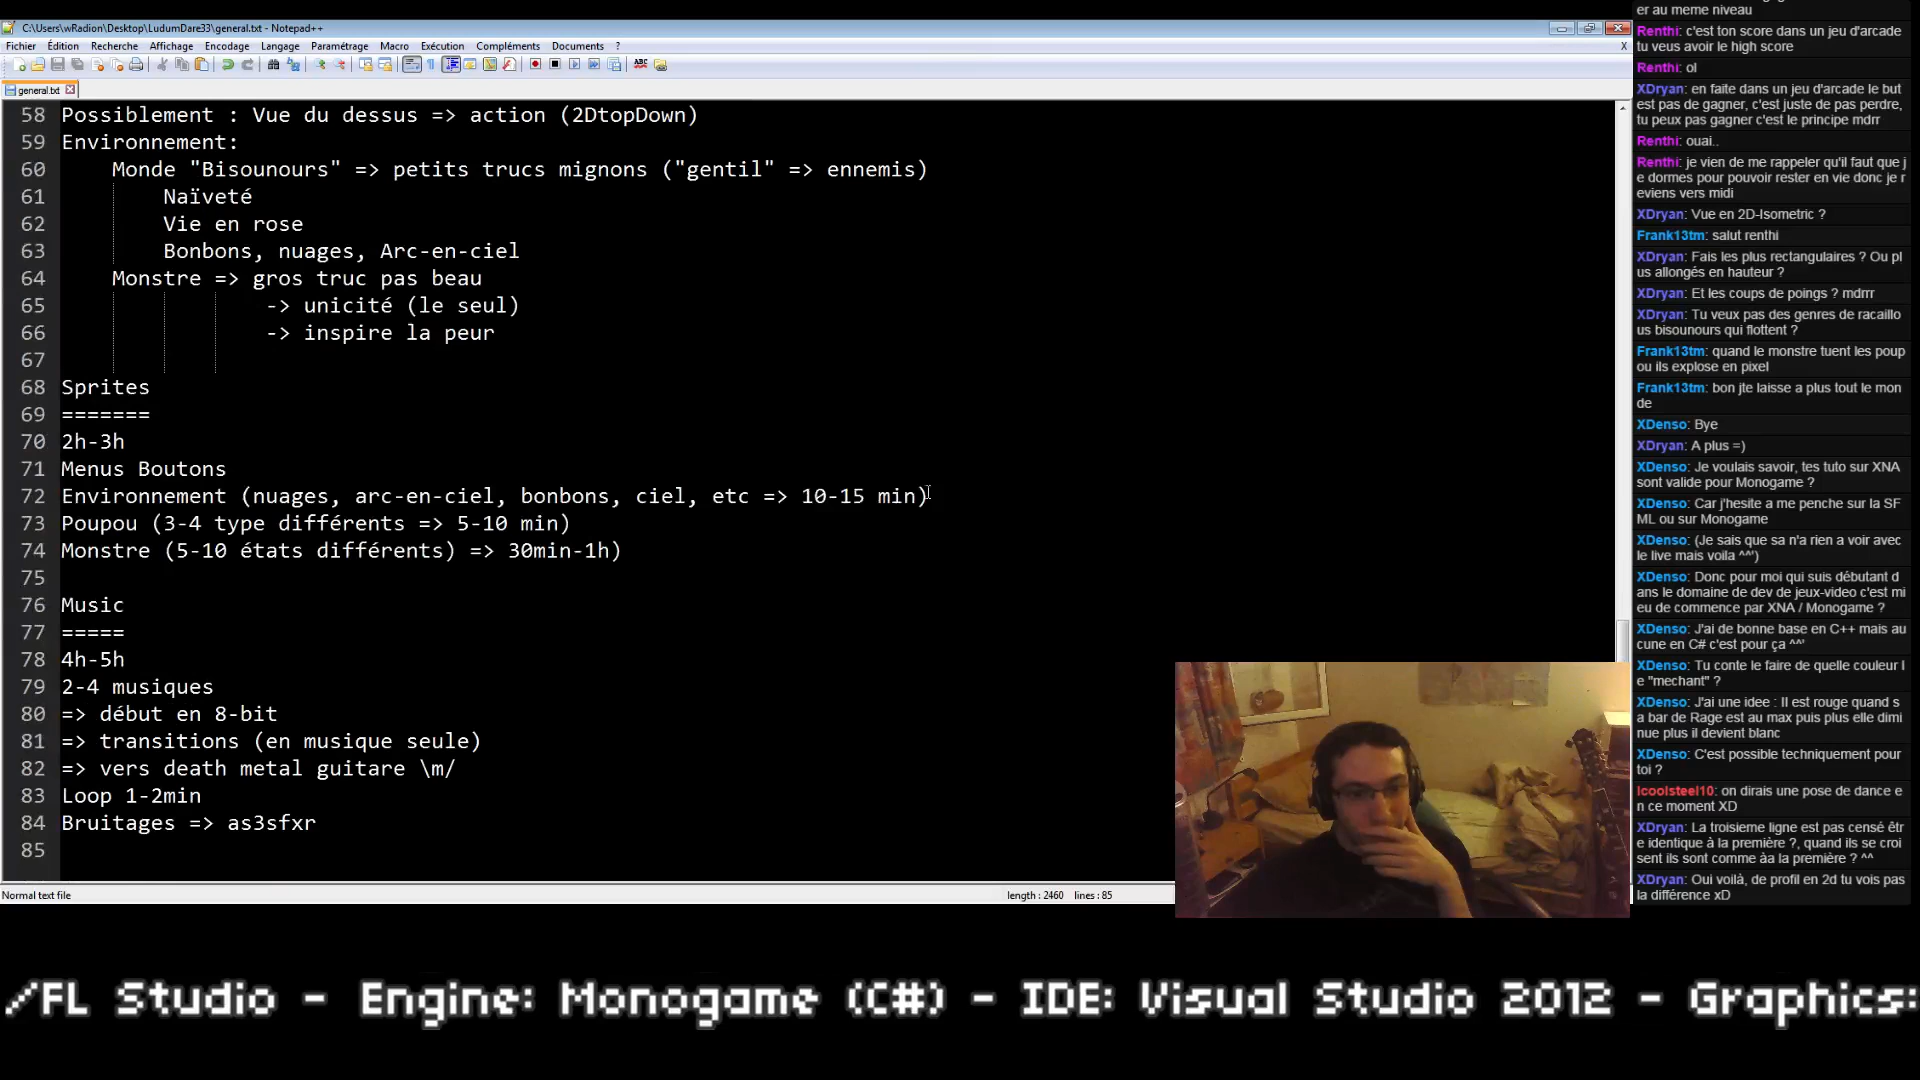 C:\Users\wRadion\Desktop\LudumDare33\general.txt - Notepad++
Fichier Édition Recherche Affichage Encodage Langage Paramétrage Macro Exécution Compléments Documents ?
X
general.txt
58 Possiblement : Vue du dessus => action (2DtopDown)
59 Environnement:
60 Monde "Bisounours" => petits trucs mignons ("gentil" => ennemis)
61 Naïveté
62 Vie en rose
63 Bonbons, nuages, Arc-en-ciel
64 Monstre => gros truc pas beau
65 -> unicité (le seul)
66 -> inspire la peur
67
68 Sprites
69 =======
70 2h-3h
71 Menus Boutons
72 Environnement (nuages, arc-en-ciel, bonbons, ciel, etc => 10-15 min)
73 Poupou (3-4 type différents => 5-10 min)
74 Monstre (5-10 états différents) => 30min-1h)
75
76 Music
77 =====
78 4h-5h
79 2-4 musiques
80 => début en 8-bit
81 => transitions (en musique seule)
82 => vers death metal guitare \m/
83 Loop 1-2min
84 Bruitages => as3sfxr
85
Normal text file
length : 2460 lines : 85
er au meme niveau
Renthi: c'est ton score dans un jeu d'arcade
tu veus avoir le high score
Renthi: ol
XDryan: en faite dans un jeu d'arcade le but
est pas de gagner, c'est juste de pas perdre,
tu peux pas gagner c'est le principe mdrr
Renthi: ouai..
Renthi: je vien de me rappeler qu'il faut que j
e dormes pour pouvoir rester en vie donc je r
eviens vers midi
XDryan: Vue en 2D-Isometric ?
Frank13tm: salut renthi
XDryan: Fais les plus rectangulaires ? Ou pl
us allongés en hauteur ?
XDryan: Et les coups de poings ? mdrrr
XDryan: Tu veux pas des genres de racaillo
us bisounours qui flottent ?
Frank13tm: quand le monstre tuent les poup
ou ils explose en pixel
Frank13tm: bon jte laisse a plus tout le mon
de
XDenso: Bye
XDryan: A plus =)
XDenso: Je voulais savoir, tes tuto sur XNA
sont valide pour Monogame ?
XDenso: Car j'hesite a me penche sur la SF
ML ou sur Monogame
XDenso: (Je sais que sa n'a rien a voir avec
le live mais voila ^^')
XDenso: Donc pour moi qui suis débutant d
ans le domaine de dev de jeux-video c'est mi
eu de commence par XNA / Monogame ?
XDenso: J'ai de bonne base en C++ mais au
cune en C# c'est pour ça ^^'
XDenso: Tu conte le faire de quelle couleur l
e "mechant" ?
XDenso: J'ai une idee : Il est rouge quand s
a bar de Rage est au max puis plus elle dimi
nue plus il devient blanc
XDenso: C'est possible techniquement pour
toi ?
lcoolsteel10: on dirais une pose de dance e
n ce moment XD
XDryan: La troisieme ligne est pas censé êtr
e identique à la première ?, quand ils se croi
sent ils sont comme àa la première ? ^^
XDryan: Oui voilà, de profil en 2d tu vois pas
la différence xD
/FL Studio - Engine: Monogame (C#) - IDE: Visual Studio 2012 - Graphics: